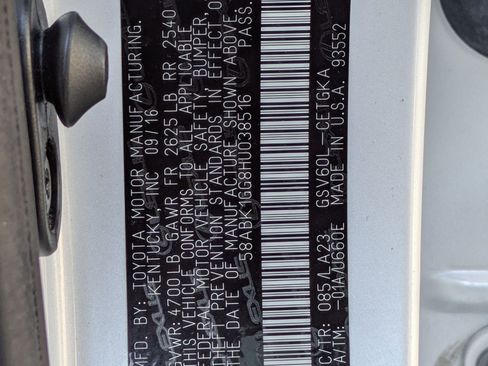 MFD. BY: TOYOTA MOTOR MANUFACTURING,
KENTUCKY, INC 09/16
GVWR:4700LB GAWR FR 2625 LB RR 2540
THIS VEHICLE CONFORMS TO ALL APPLICABLE
FEDERAL MOTOR VEHICLE SAFETY, BUMPER,
THEFT PREVENTION STANDARDS IN EFFECT O
THE DATE OF MANUFACTURE SHOWN ABOVE.
58ABK1GG8HU038516 PASS.
C/TR: 085/LA23 GSV60L-CETGKA
A/TM: -01A/U660E MADE IN U.S.A. 93552
LEXUS